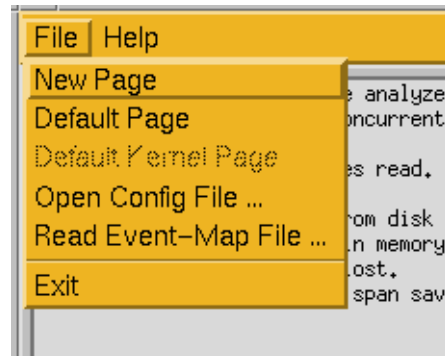 File Help
New Page
analyze
Default Page
oncurrent
Default Kernel Page
es read.
Open Config File ...
rom disk
Read Event-Map File ...
in memory
lost.
Exit
span sav